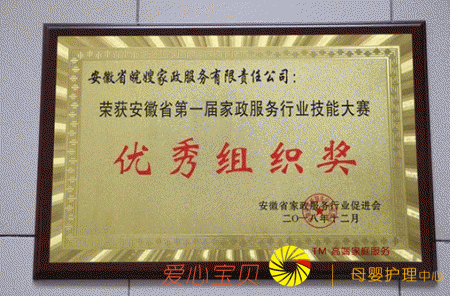 安徽省皖嫂家政服务有限责任公司：
荣获安徽省第一届家政服务行业技能大赛
优秀组织奖
安徽省家政服务行业促进会
二〇一八年十二月
TM 高端家庭服务
爱心宝贝 母婴护理中心